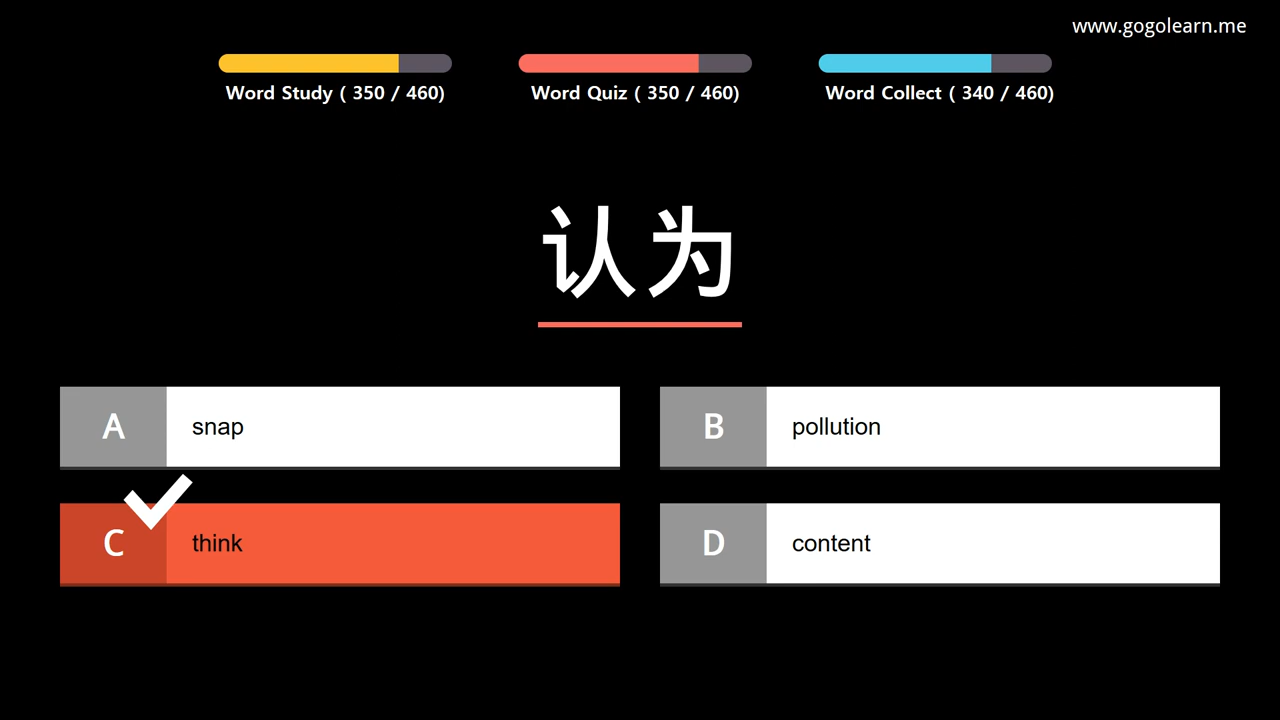 www.gogolearn.me
Word Study ( 350 / 460)
Word Quiz ( 350 / 460)
Word Collect ( 340 / 460)
认为
A snap
B pollution
C think
D content